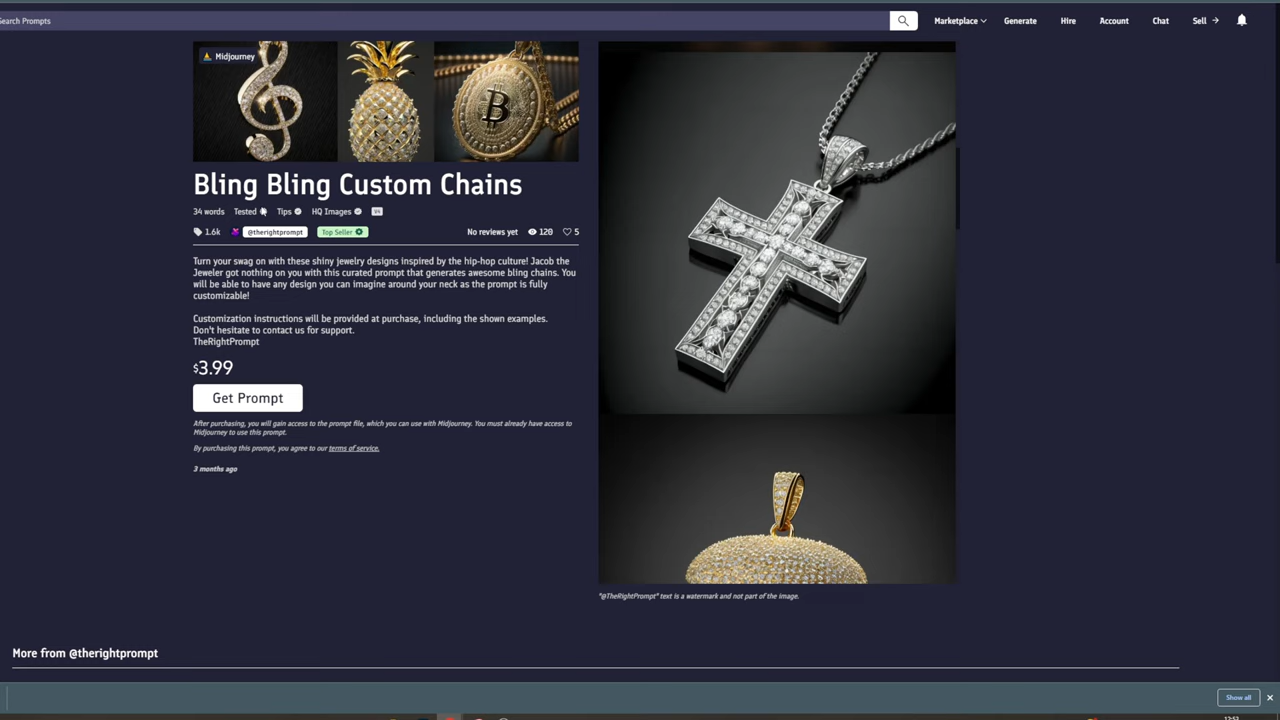 Search Prompts
Marketplace
Generate
Hire
Account
Chat
Sell
Midjourney
B
Bling Bling Custom Chains
34 words
Tested
Tips
HQ Images
V4
1.6k
@therightprompt
Top Seller
No reviews yet
120
5
Turn your swag on with these shiny jewelry designs inspired by the hip-hop culture! Jacob the
Jeweler got nothing on you with this curated prompt that generates awesome bling chains. You
will be able to have any design you can imagine around your neck as the prompt is fully
customizable!
Customization instructions will be provided at purchase, including the shown examples.
Don't hesitate to contact us for support.
TheRightPrompt
$3.99
Get Prompt
After purchasing, you will gain access to the prompt file, which you can use with Midjourney. You must already have access to
Midjourney to use this prompt.
By purchasing this prompt, you agree to our terms of service.
3 months ago
"@TheRightPrompt" text is a watermark and not part of the image.
More from @therightprompt
Show all